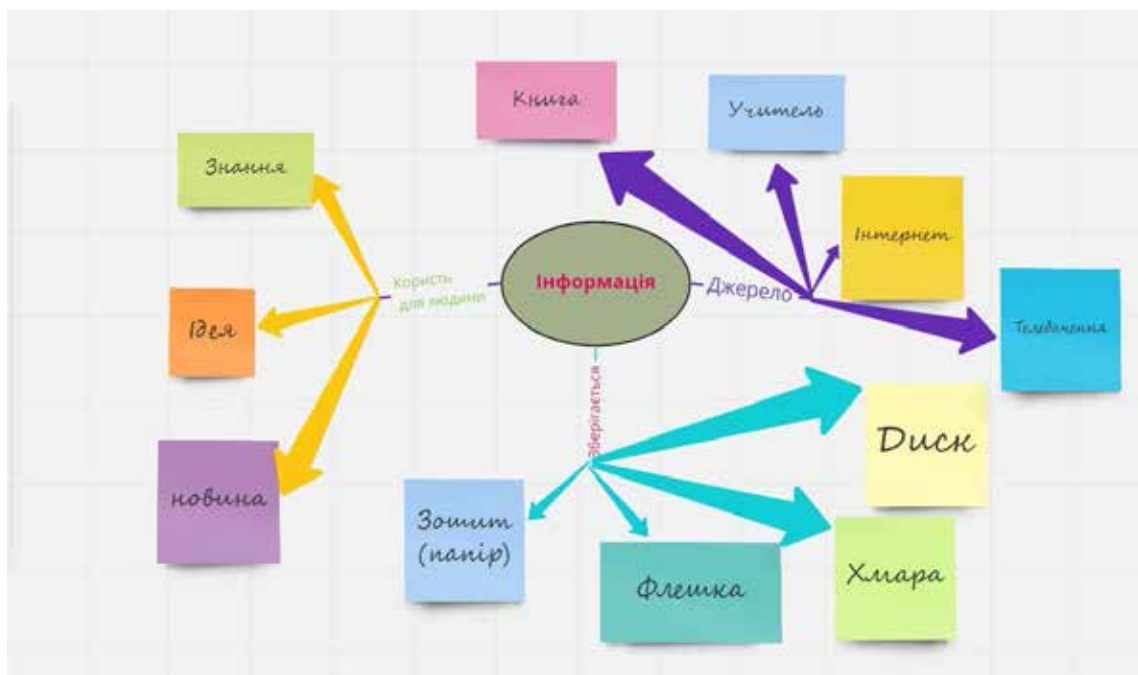 Книга
Учитель
Знання
Інтернет
Користь
для людини
Інформація
Джерело
Ідея
Телебачення
Зберігається
Диск
новина
Зошит
(папір)
Флешка
Хмара